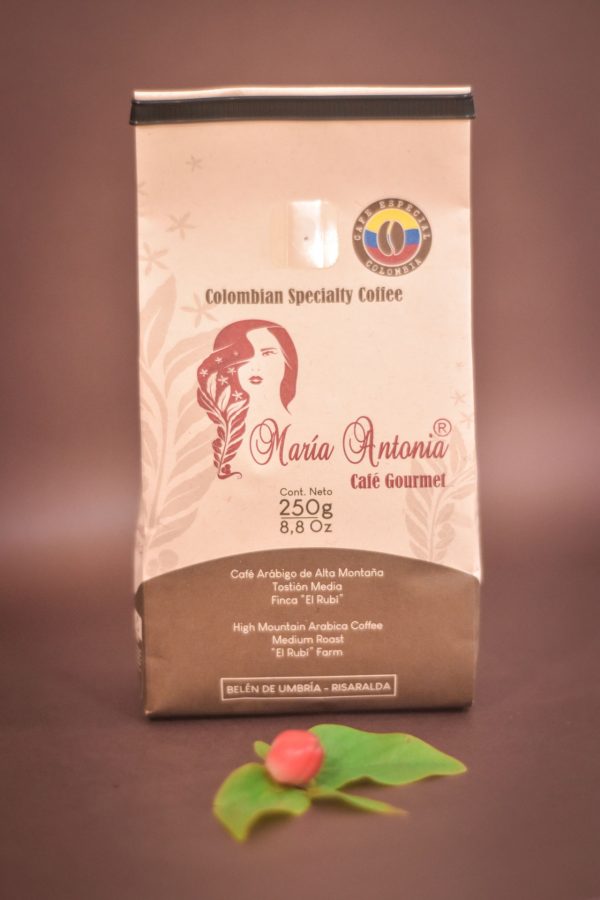 CAFÉ ESPECIAL
COLOMBIA
Colombian Specialty Coffee
María Antonia®
Café Gourmet
Cont. Neto
250g
8,8 Oz
Café Arábigo de Alta Montaña
Tostión Media
Finca "El Rubí"
High Mountain Arabica Coffee
Medium Roast
"El Rubí" Farm
BELÉN DE UMBRÍA - RISARALDA